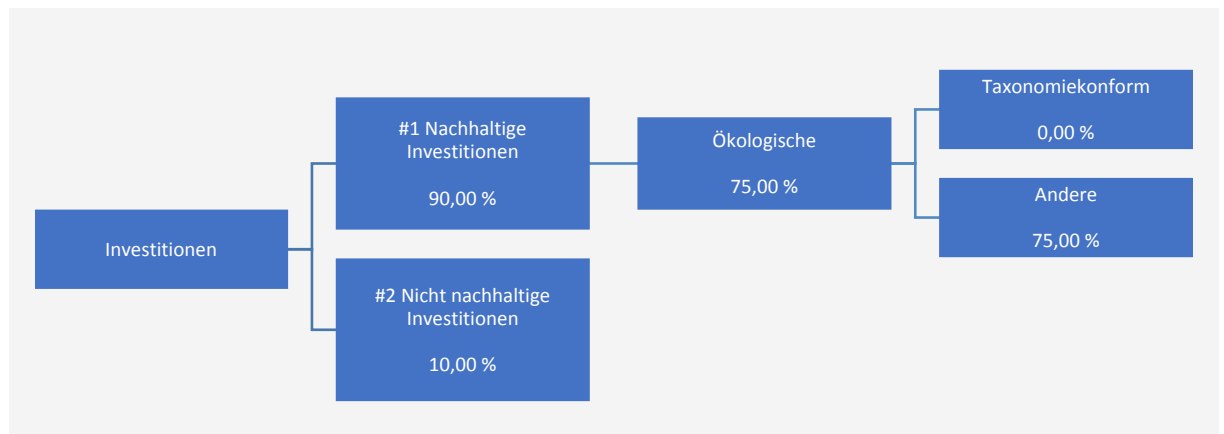 Investitionen
#1 Nachhaltige
Investitionen
90,00 %
#2 Nicht nachhaltige
Investitionen
10,00 %
Ökologische
75,00 %
Taxonomiekonform
0,00 %
Andere
75,00 %